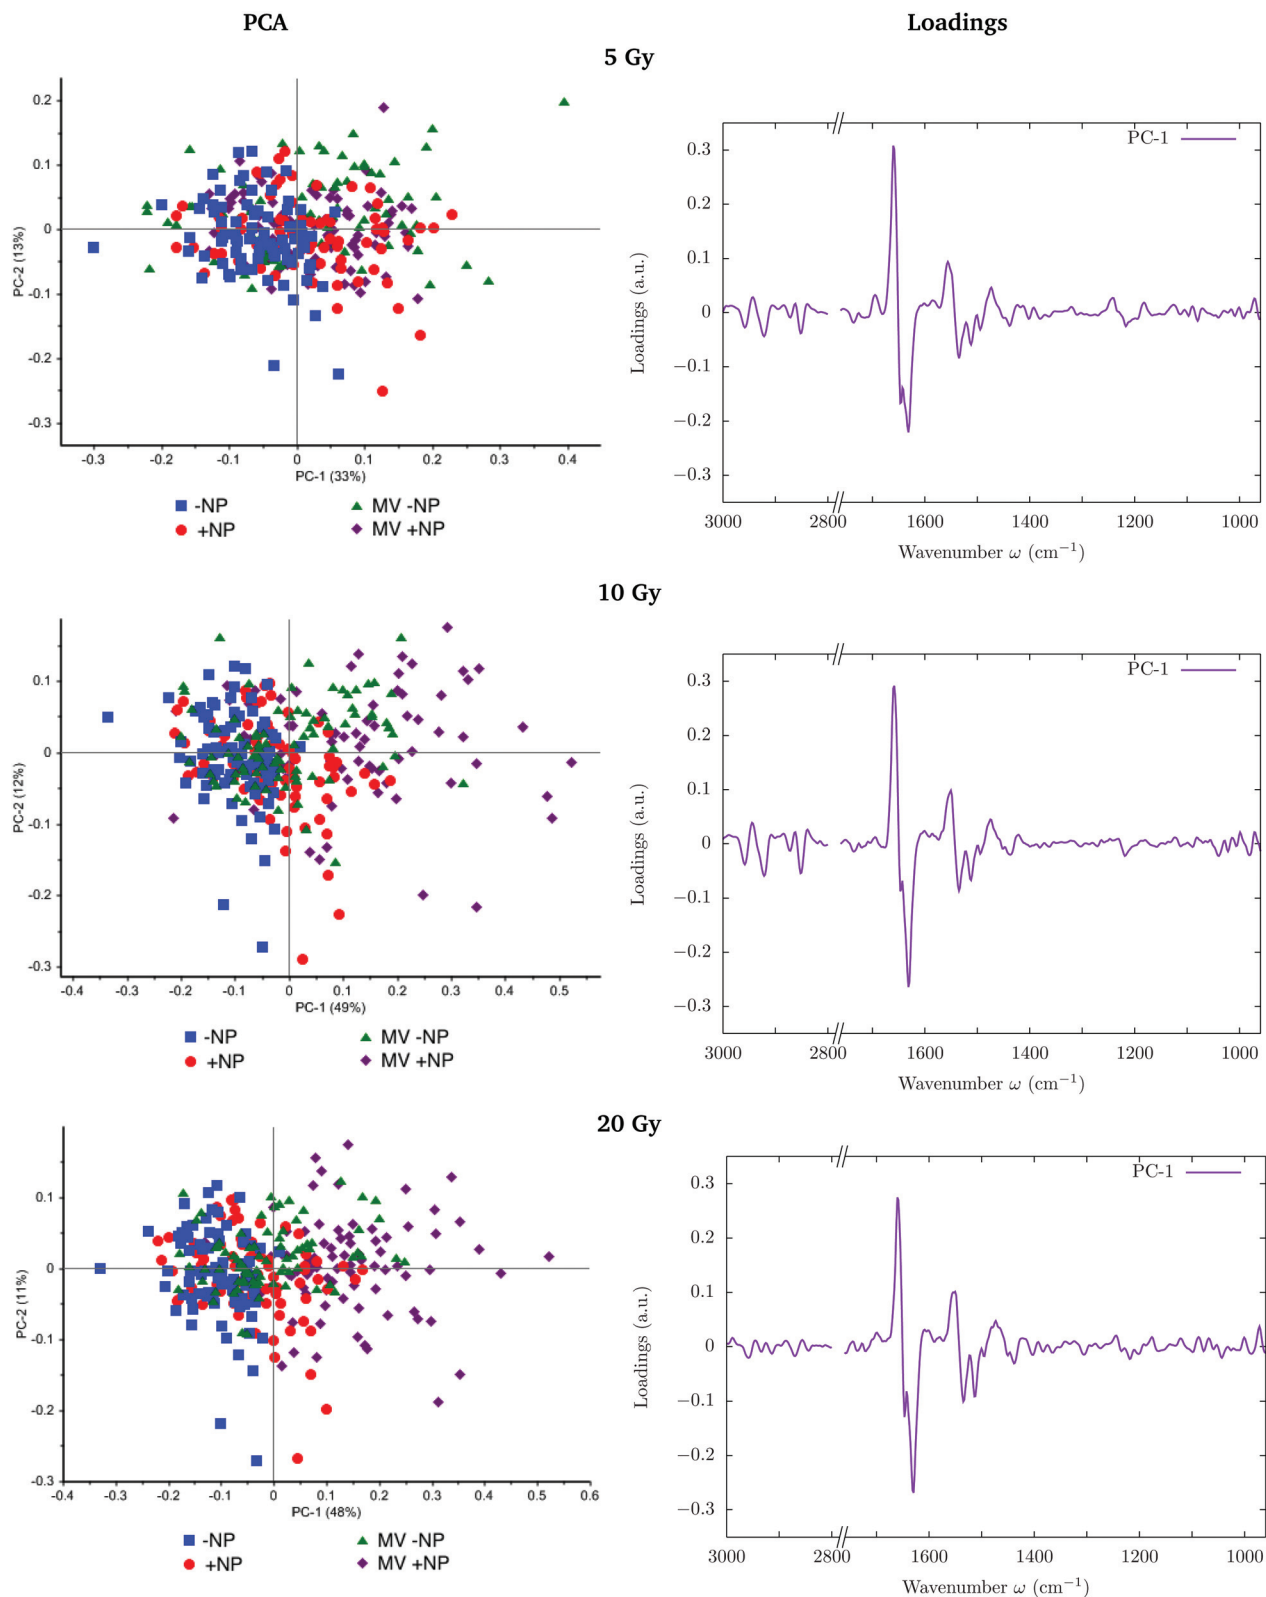 PCA
Loadings
5 Gy
0.2
0.1
0
-0.1
-0.2
-0.3
PC-2 (13%)
-0.3
-0.2
-0.1
0
0.1
0.2
0.3
0.4
PC-1 (33%)
-NP
MV -NP
+NP
MV +NP
PC-1
0.3
0.2
0.1
0
−0.1
−0.2
−0.3
Loadings (a.u.)
3000
2800
1600
1400
1200
1000
Wavenumber ω (cm−1)
10 Gy
0.1
0
-0.1
-0.2
-0.3
PC-2 (12%)
-0.4
-0.3
-0.2
-0.1
0
0.1
0.2
0.3
0.4
0.5
PC-1 (49%)
-NP
MV -NP
+NP
MV +NP
PC-1
0.3
0.2
0.1
0
−0.1
−0.2
−0.3
Loadings (a.u.)
3000
2800
1600
1400
1200
1000
Wavenumber ω (cm−1)
20 Gy
0.1
0
-0.1
-0.2
-0.3
PC-2 (11%)
-0.4
-0.3
-0.2
-0.1
0
0.1
0.2
0.3
0.4
0.5
0.6
PC-1 (48%)
-NP
MV -NP
+NP
MV +NP
PC-1
0.3
0.2
0.1
0
−0.1
−0.2
−0.3
Loadings (a.u.)
3000
2800
1600
1400
1200
1000
Wavenumber ω (cm−1)